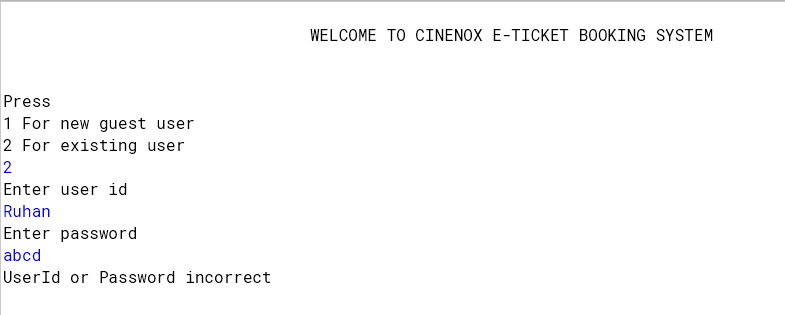 WELCOME TO CINENOX E-TICKET BOOKING SYSTEM
Press
1 For new guest user
2 For existing user
2
Enter user id
Ruhan
Enter password
abcd
UserId or Password incorrect